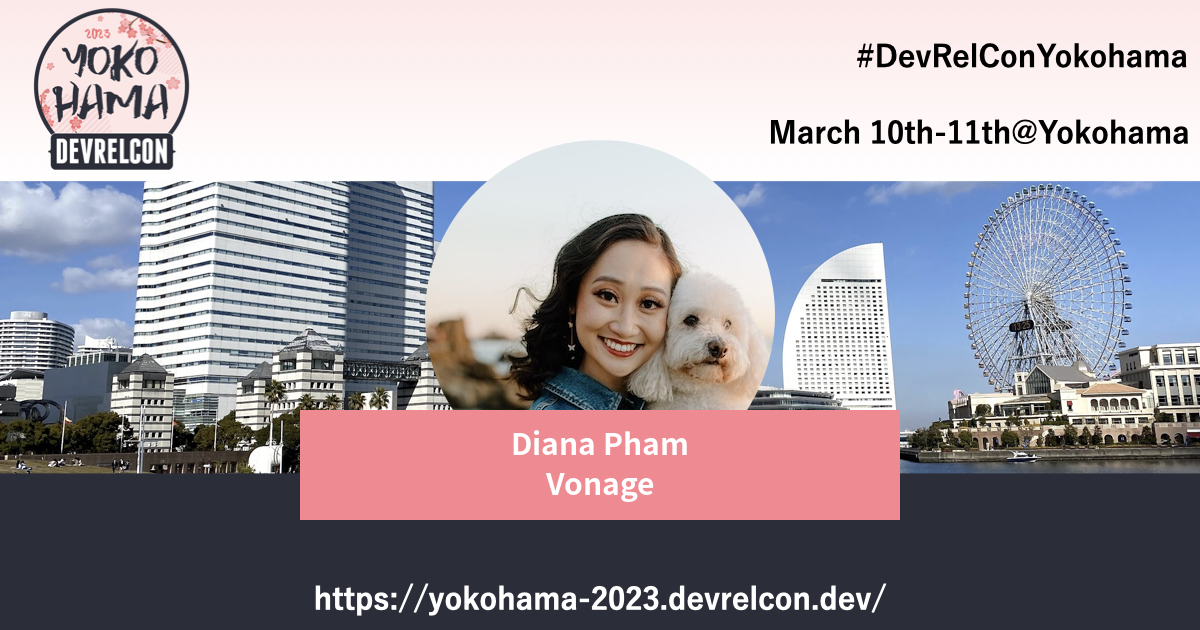 2023
YOKO
HAMA
DEVRELCON
#DevRelConYokohama
March 10th-11th@Yokohama
Diana Pham
Vonage
https://yokohama-2023.devrelcon.dev/